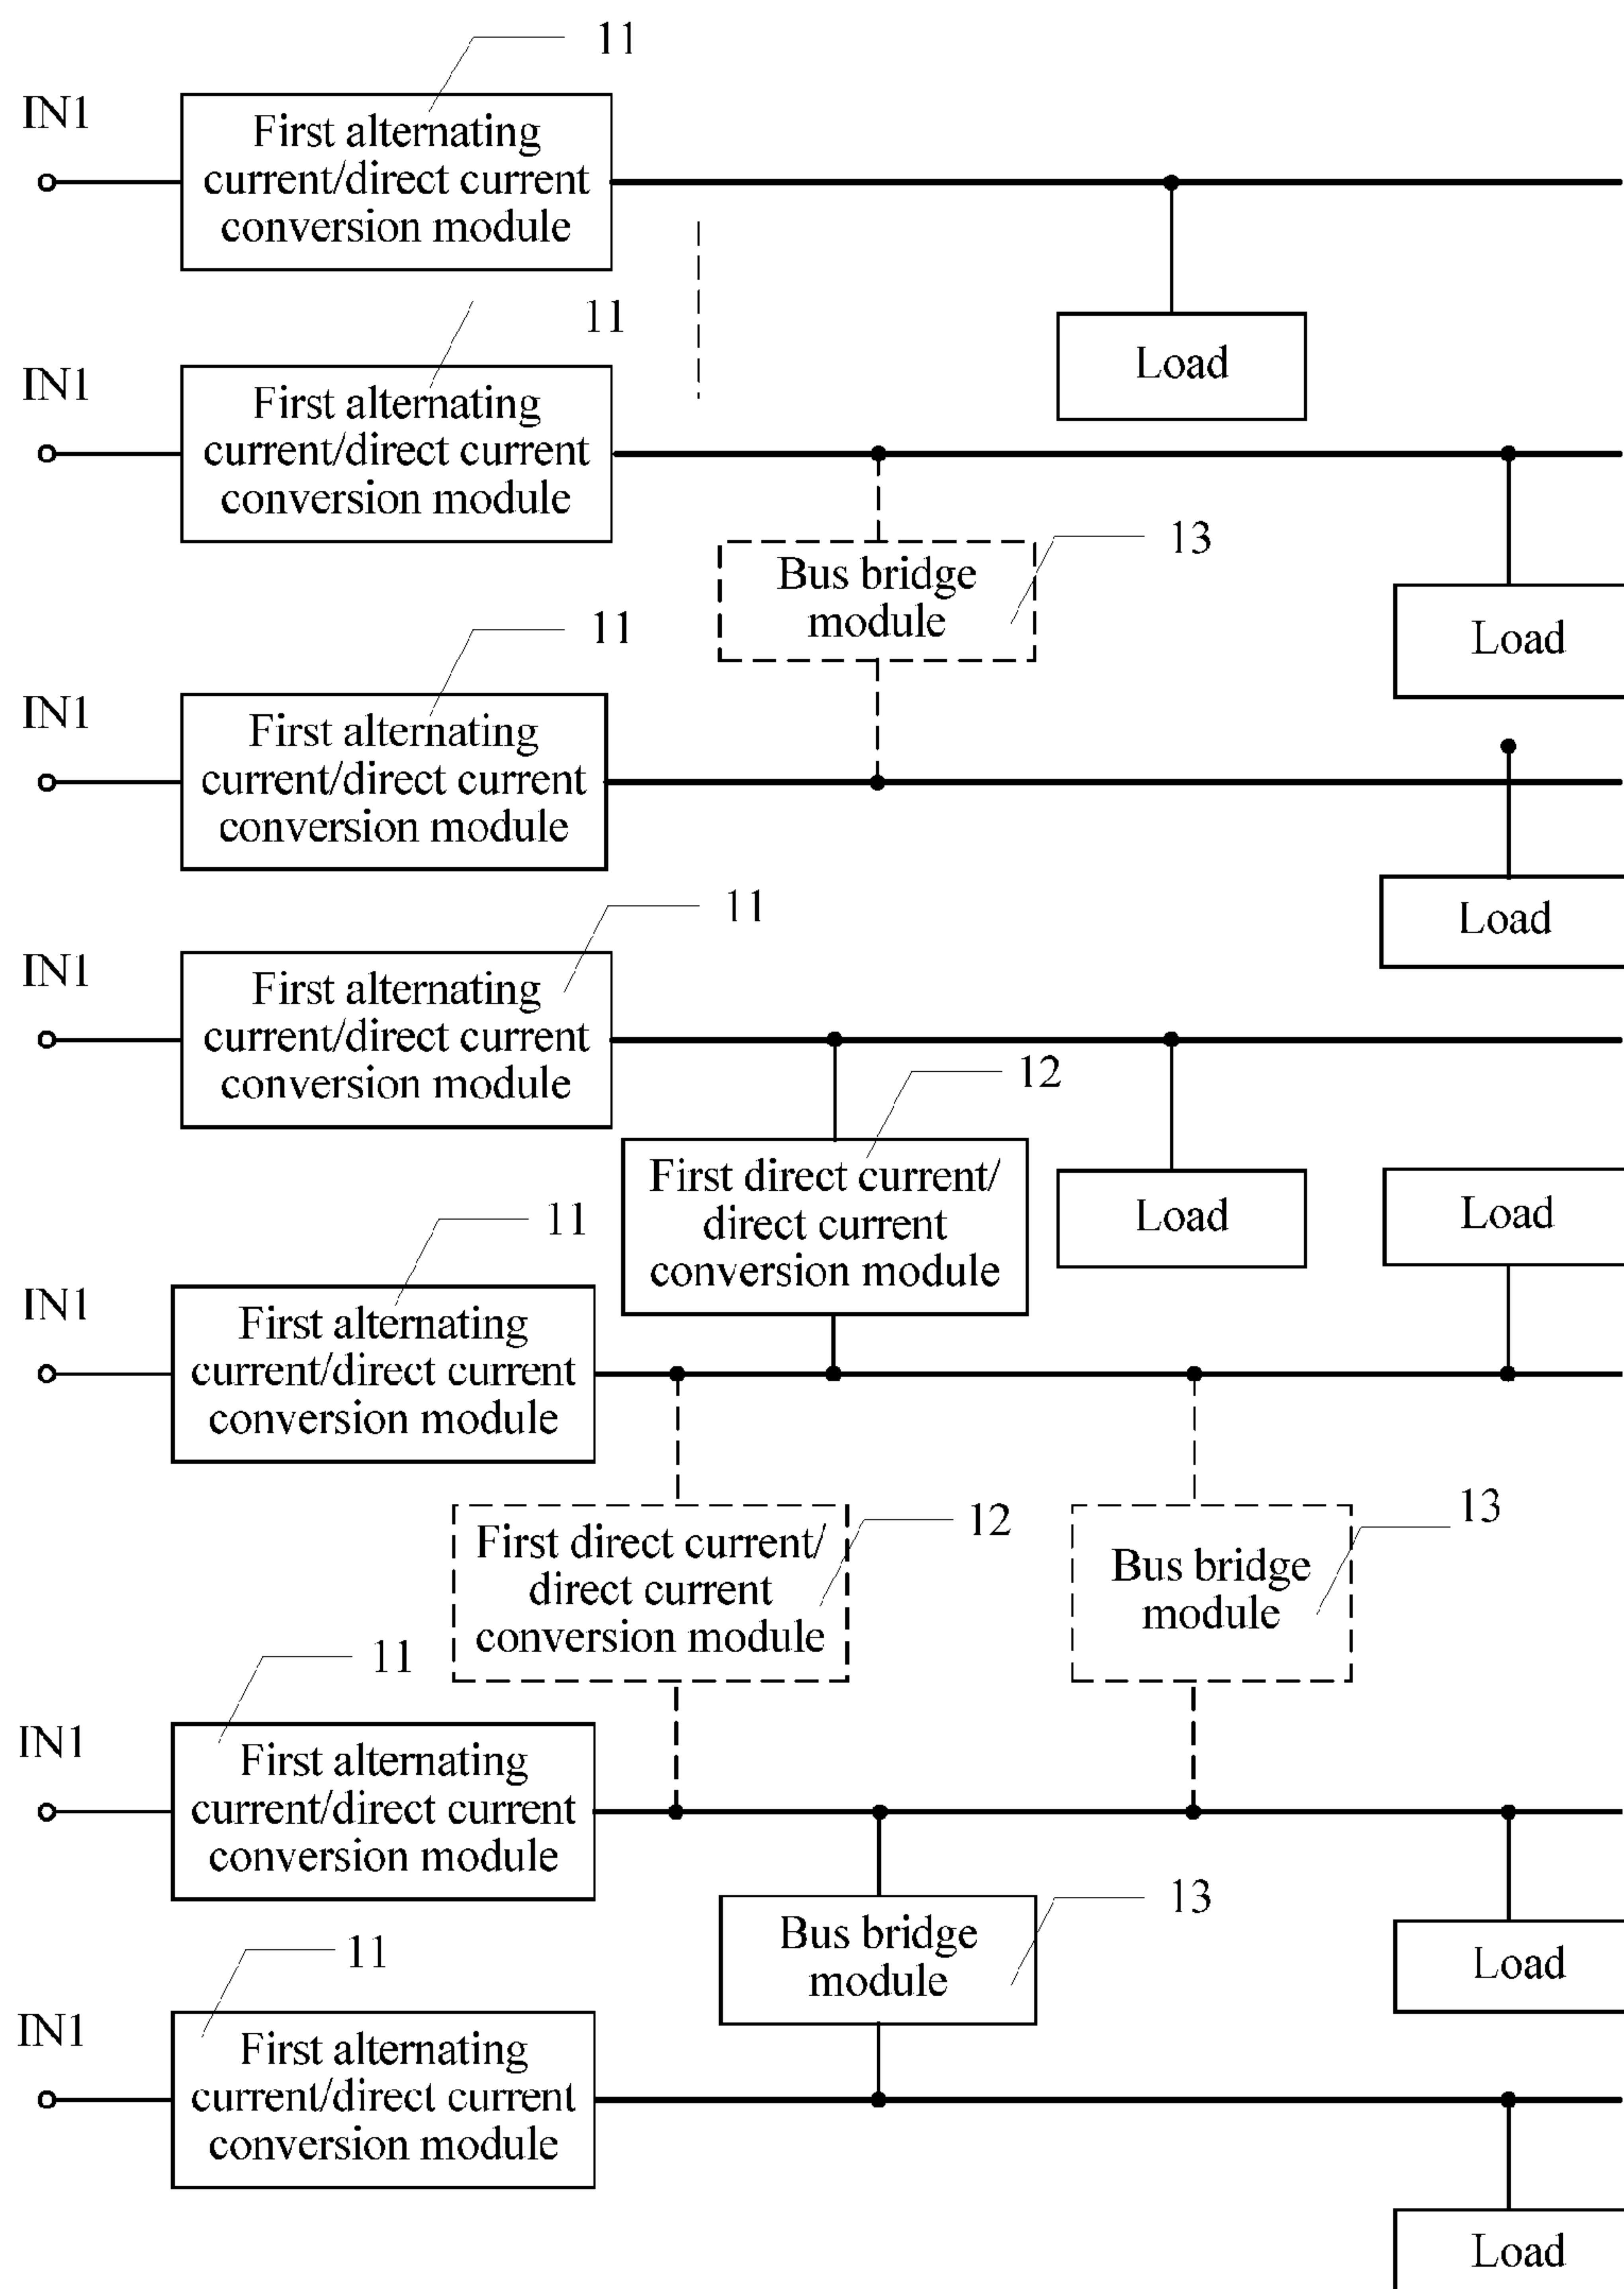 11
IN1
First alternating
current/direct current
conversion module
11
IN1
First alternating
current/direct current
conversion module
Load
13
Bus bridge
module
Load
11
IN1
First alternating
current/direct current
conversion module
Load
11
IN1
First alternating
current/direct current
conversion module
12
First direct current/
direct current
conversion module
Load
Load
11
IN1
First alternating
current/direct current
conversion module
12
First direct current/
direct current
conversion module
13
Bus bridge
module
11
IN1
First alternating
current/direct current
conversion module
13
Bus bridge
module
Load
11
IN1
First alternating
current/direct current
conversion module
Load